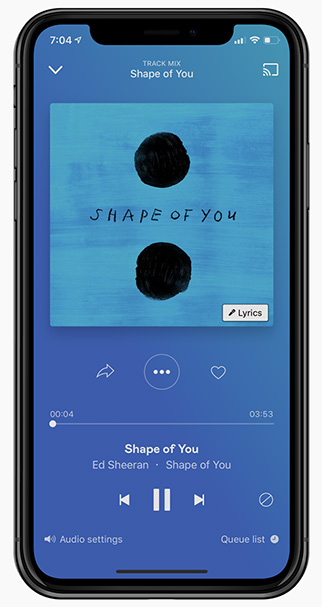 7:04
TRACK MIX
Shape of You
SHAPE OF YOU
Lyrics
00:04 03:53
Shape of You
Ed Sheeran · Shape of You
Audio settings Queue list